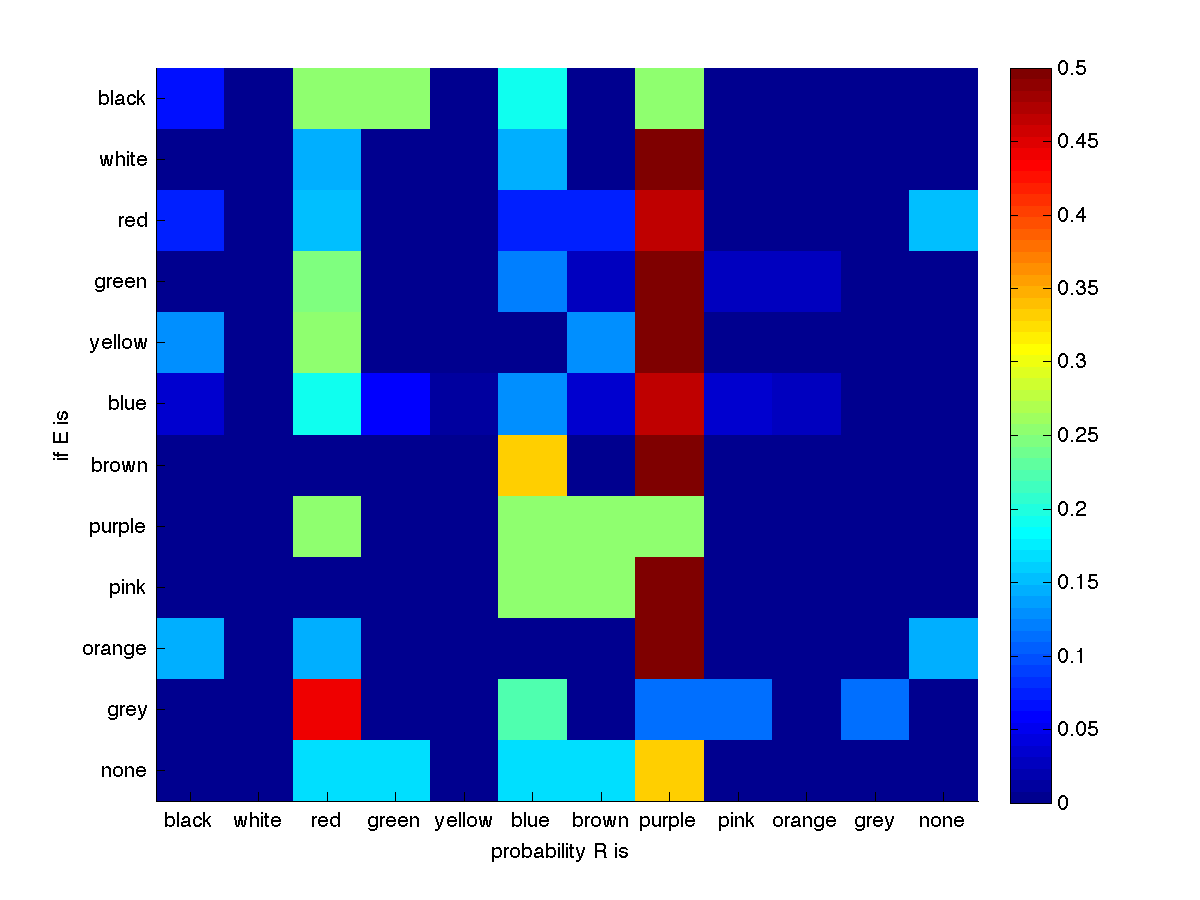 if E is
black
white
red
green
yellow
blue
brown
purple
pink
orange
grey
none
black white red green yellow blue brown purple pink orange grey none
probability R is
0.5
0.45
0.4
0.35
0.3
0.25
0.2
0.15
0.1
0.05
0